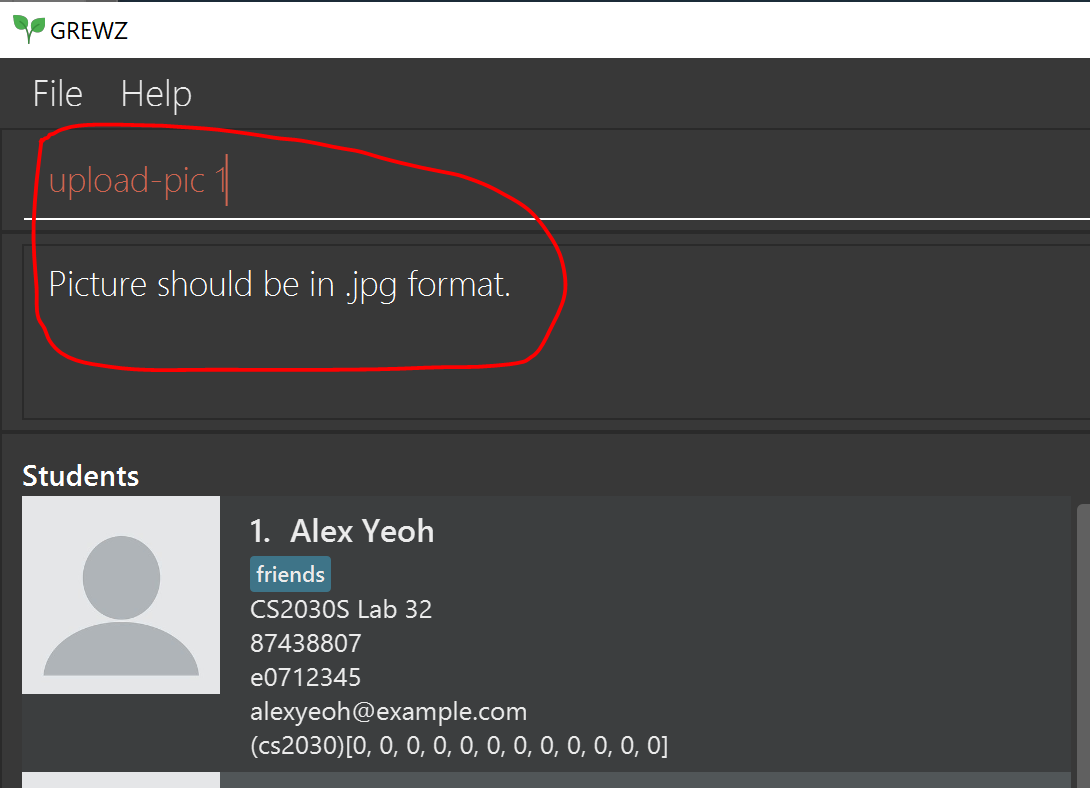 GREWZ
File Help
upload-pic 1
Picture should be in .jpg format.
Students
1. Alex Yeoh
friends
CS2030S Lab 32
87438807
e0712345
alexyeoh@example.com
(cs2030)[0, 0, 0, 0, 0, 0, 0, 0, 0, 0, 0, 0]